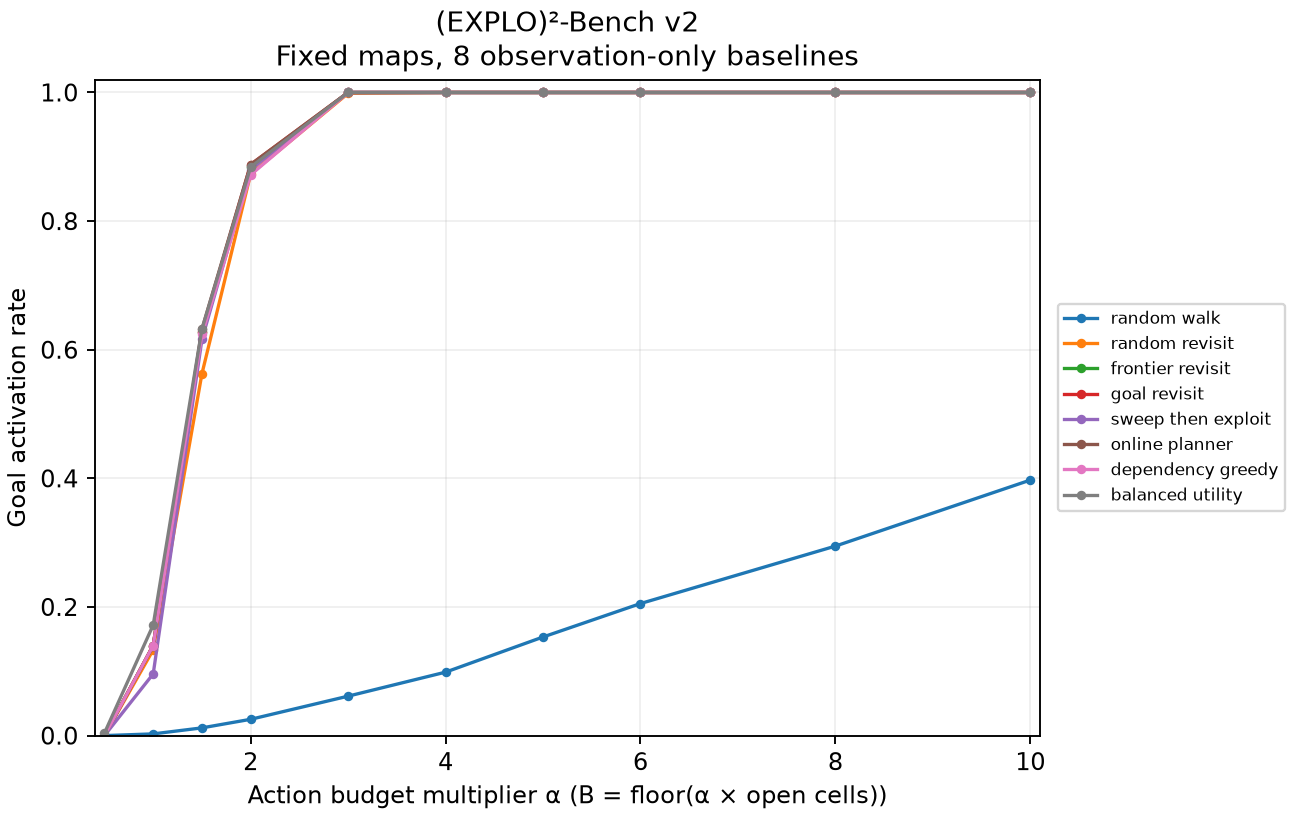 (EXPLO)²-Bench v2
Fixed maps, 8 observation-only baselines
Goal activation rate
1.0
0.8
0.6
0.4
0.2
0.0
2
4
6
8
10
Action budget multiplier α (B = floor(α × open cells))
random walk
random revisit
frontier revisit
goal revisit
sweep then exploit
online planner
dependency greedy
balanced utility